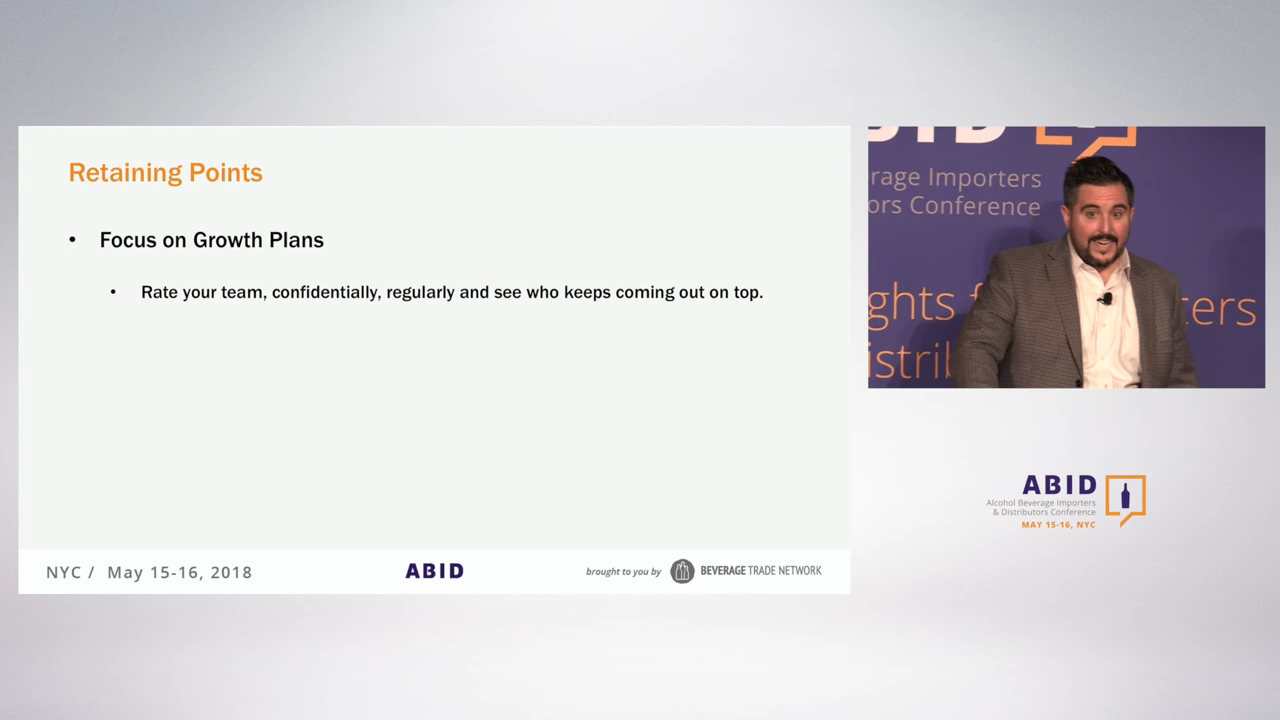 Retaining Points
• Focus on Growth Plans
• Rate your team, confidentially, regularly and see who keeps coming out on top.
NYC / May 15-16, 2018
ABID
brought to you by
BEVERAGE TRADE NETWORK
rage Importers
ors Conference
ghts
ters
istrib
ABID
Alcohol Beverage Importers
& Distributors Conference
MAY 15-16, NYC